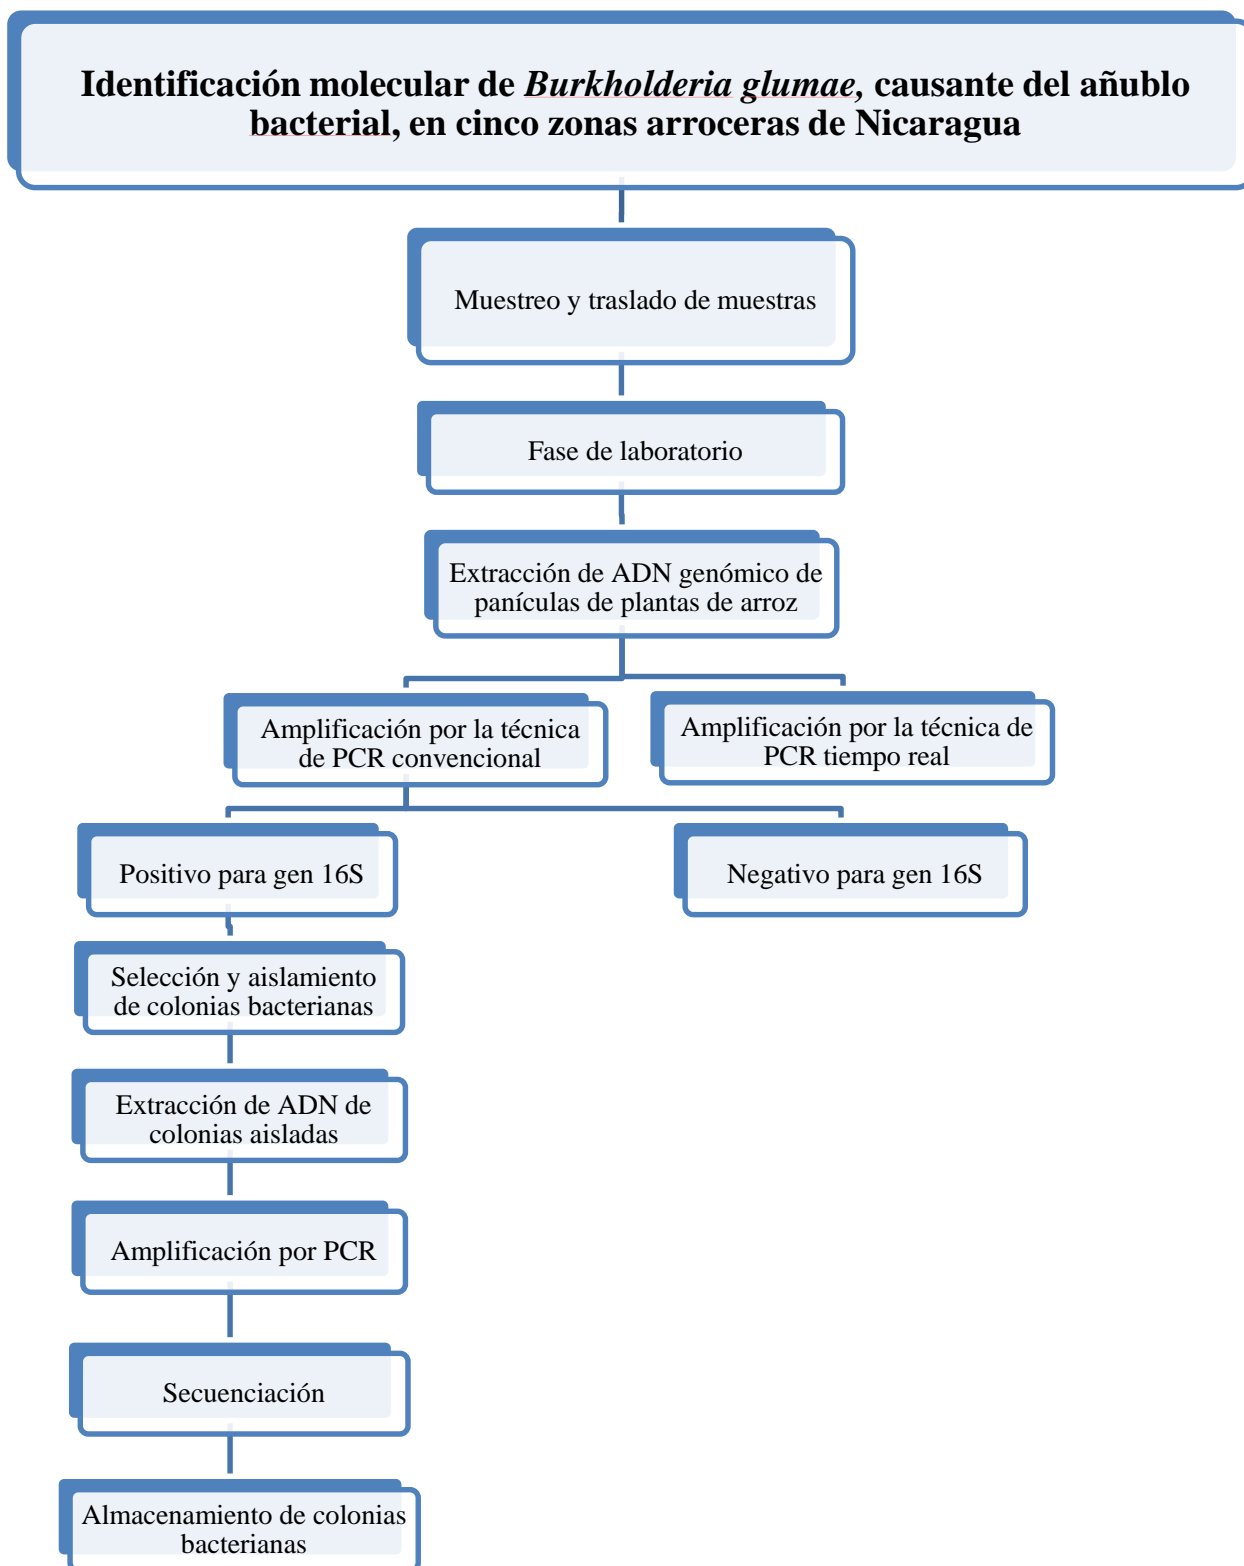 Identificación molecular de Burkholderia glumae, causante del añublo
bacterial, en cinco zonas arroceras de Nicaragua
Muestreo y traslado de muestras
Fase de laboratorio
Extracción de ADN genómico de
panículas de plantas de arroz
Amplificación por la técnica
de PCR convencional
Amplificación por la técnica de
PCR tiempo real
Positivo para gen 16S
Negativo para gen 16S
Selección y aislamiento
de colonias bacterianas
Extracción de ADN de
colonias aisladas
Amplificación por PCR
Secuenciación
Almacenamiento de colonias
bacterianas